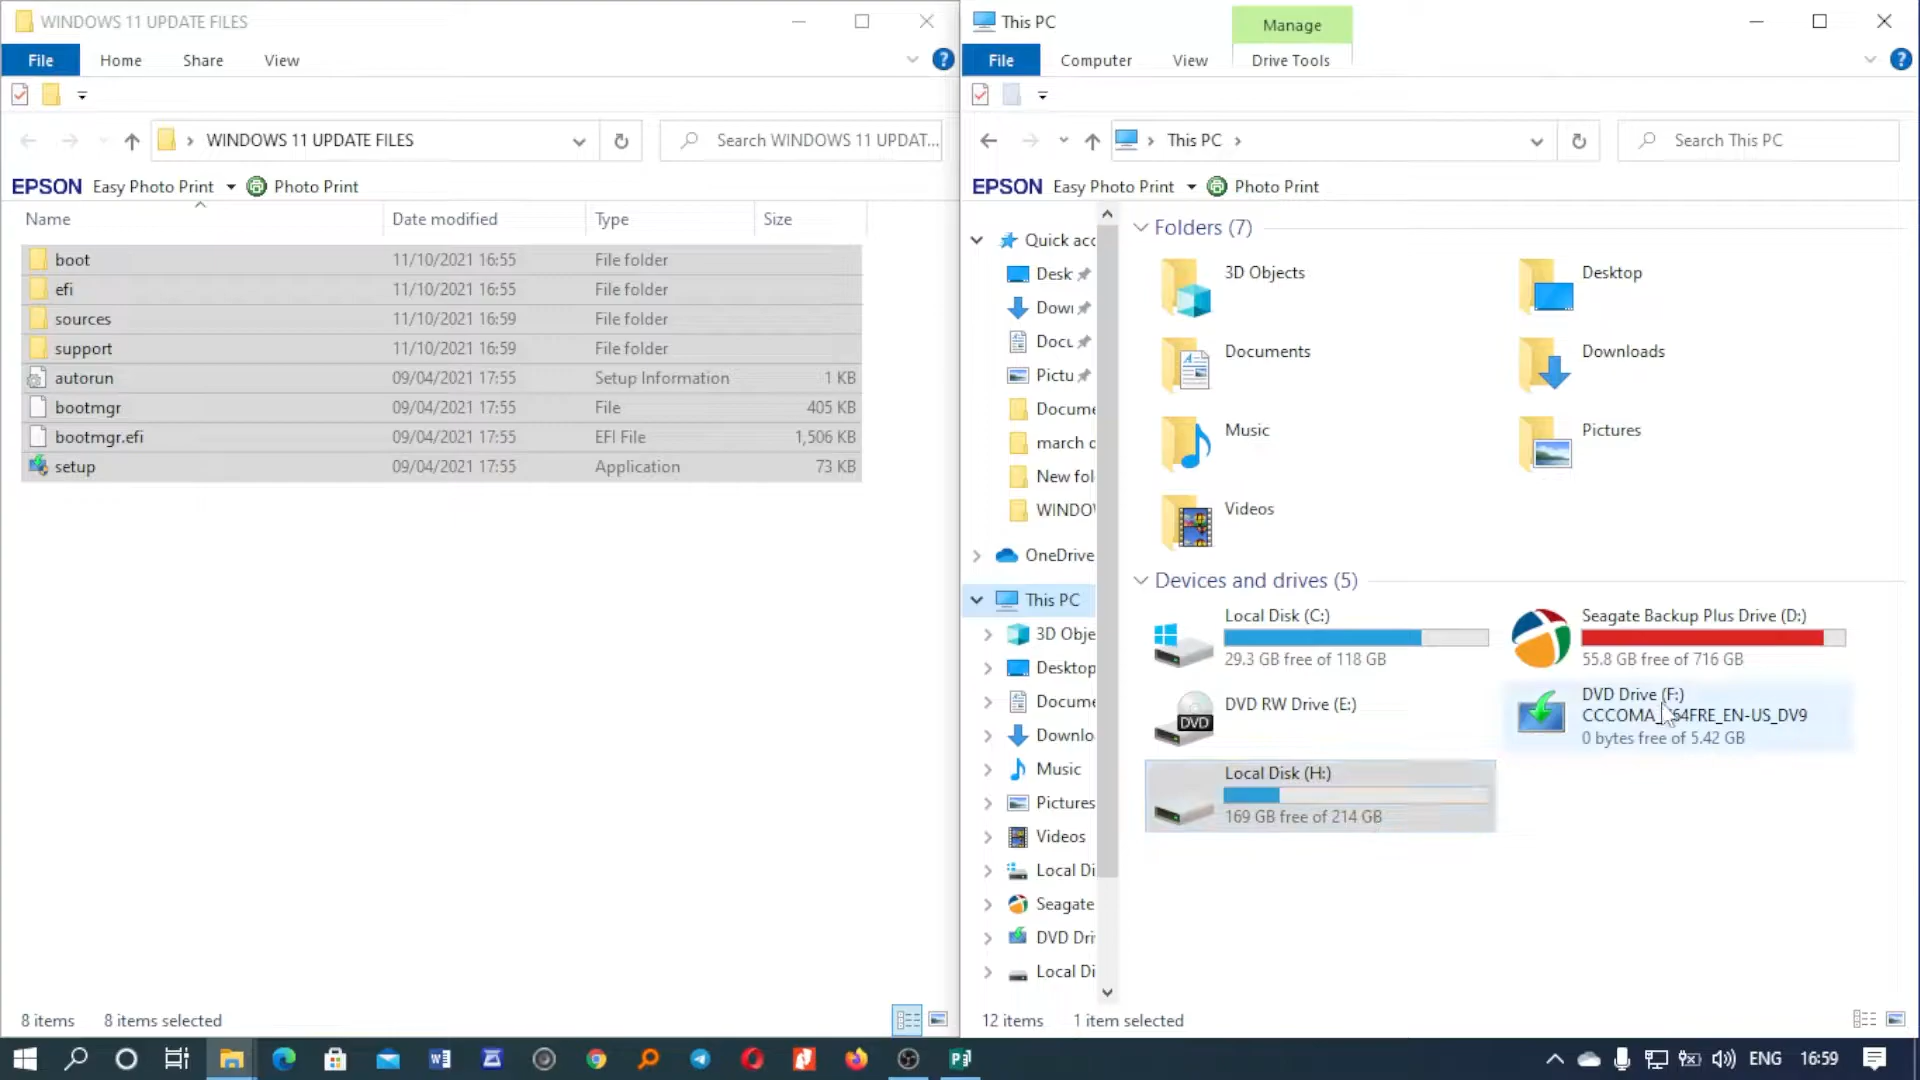 WINDOWS 11 UPDATE FILES
File Home Share View
WINDOWS 11 UPDATE FILES
Search WINDOWS 11 UPDAT...
EPSON Easy Photo Print Photo Print
Name Date modified Type Size
boot 11/10/2021 16:55 File folder
efi 11/10/2021 16:55 File folder
sources 11/10/2021 16:59 File folder
support 11/10/2021 16:59 File folder
autorun 09/04/2021 17:55 Setup Information 1 KB
bootmgr 09/04/2021 17:55 File 405 KB
bootmgr.efi 09/04/2021 17:55 EFI File 1,506 KB
setup 09/04/2021 17:55 Application 73 KB
8 items 8 items selected
This PC
Manage
File Computer View Drive Tools
This PC
Search This PC
EPSON Easy Photo Print Photo Print
Quick acc
Desk
Dow
Docu
Pictu
Docume
march c
New fol
WINDO
OneDrive
This PC
3D Obje
Desktop
Docume
Downlo
Music
Pictures
Videos
Local Di
Seagate
DVD Dri
Local Di
Folders (7)
3D Objects
Desktop
Documents
Downloads
Music
Pictures
Videos
Devices and drives (5)
Local Disk (C:)
29.3 GB free of 118 GB
Seagate Backup Plus Drive (D:)
55.8 GB free of 716 GB
DVD
DVD RW Drive (E:)
DVD Drive (F:)
CCCOMA_ 64FRE_EN-US_DV9
0 bytes free of 5.42 GB
Local Disk (H:)
169 GB free of 214 GB
12 items 1 item selected
ENG 16:59